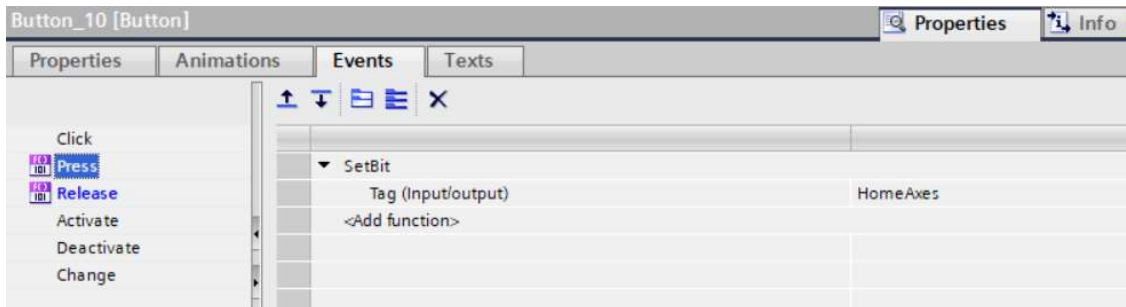 Button_10 [Button]
Properties
Info
Properties
Animations
Events
Texts
Click
Press
Release
Activate
Deactivate
Change
SetBit
Tag (Input/output)
HomeAxes
<Add function>